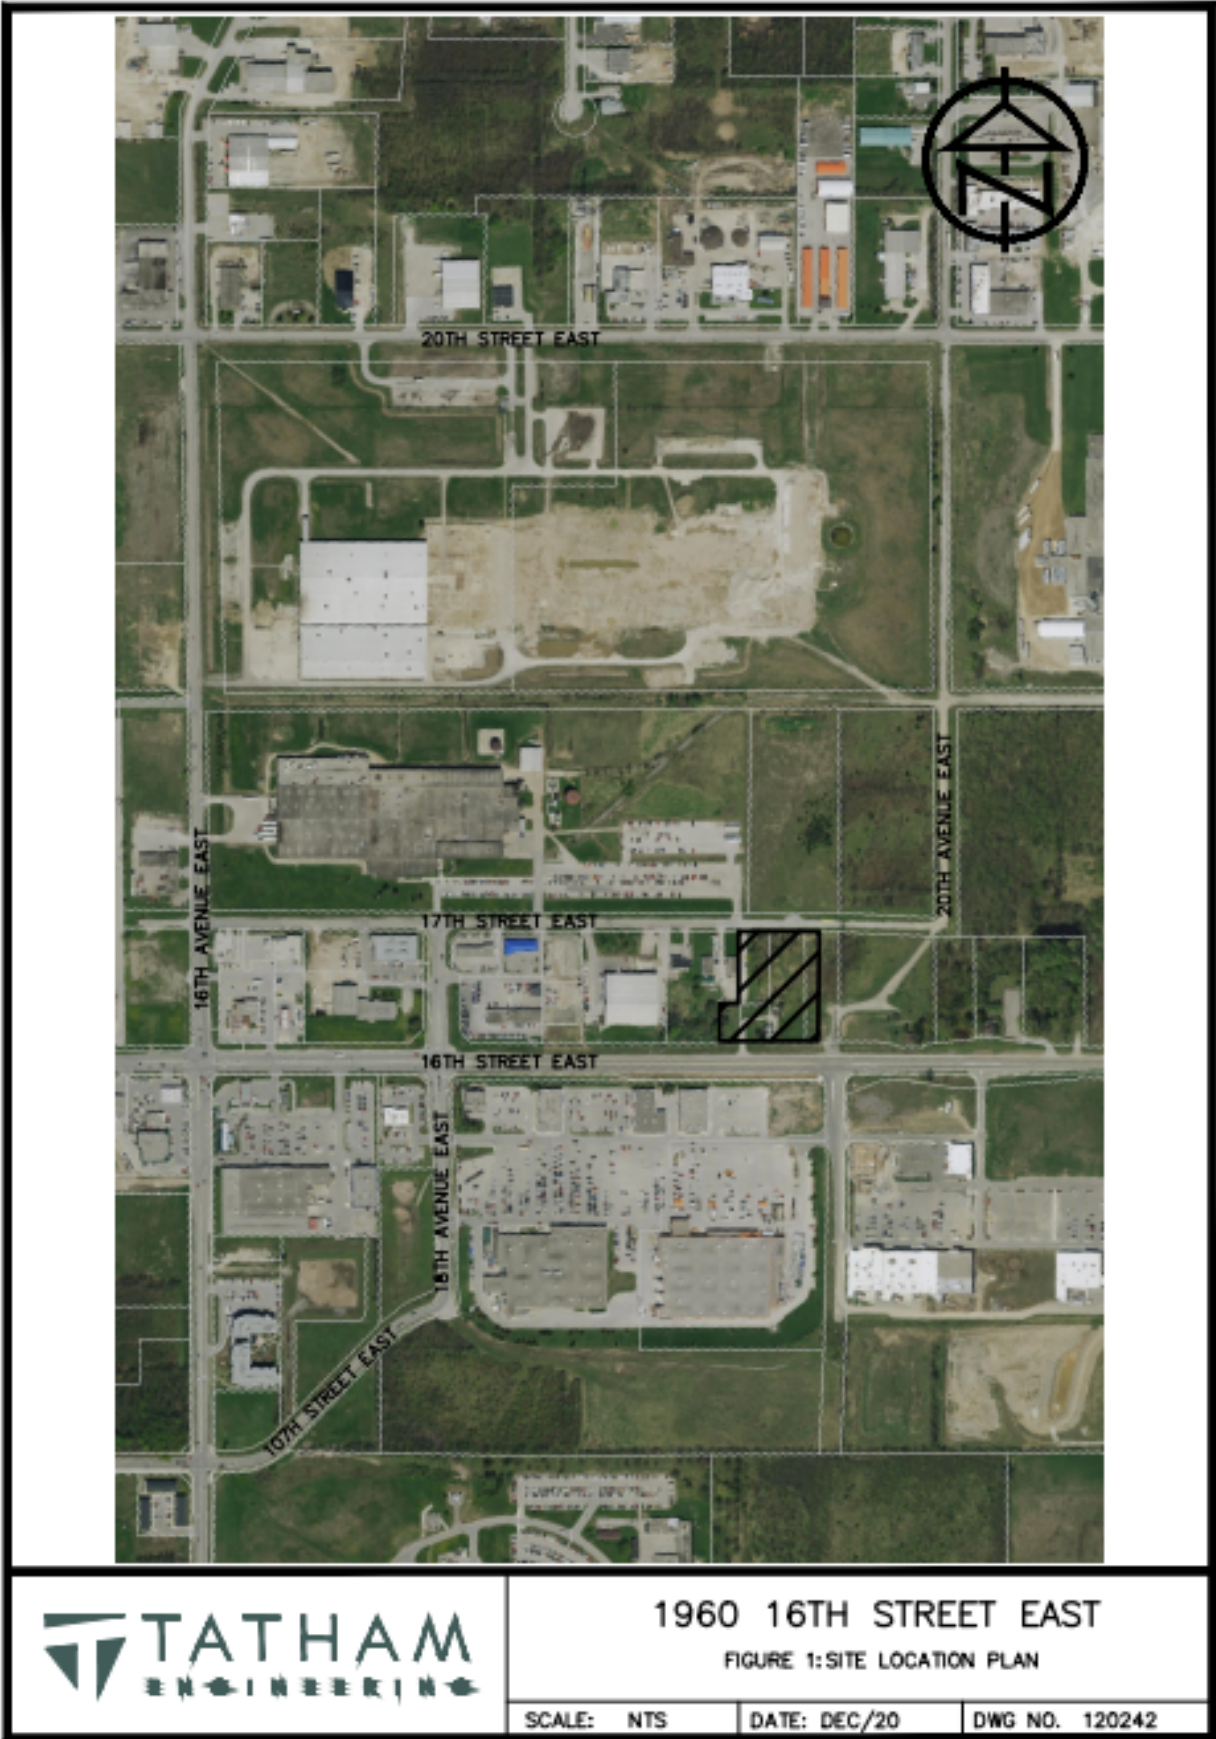 20TH STREET EAST
20TH AVENUE EAST
16TH AVENUE EAST
17TH STREET EAST
16TH STREET EAST
18TH AVENUE EAST
10TH STREET EAST
N
TATHAM
ENGINEERING
1960 16TH STREET EAST
FIGURE 1: SITE LOCATION PLAN
SCALE: NTS
DATE: DEC/20
DWG NO. 120242